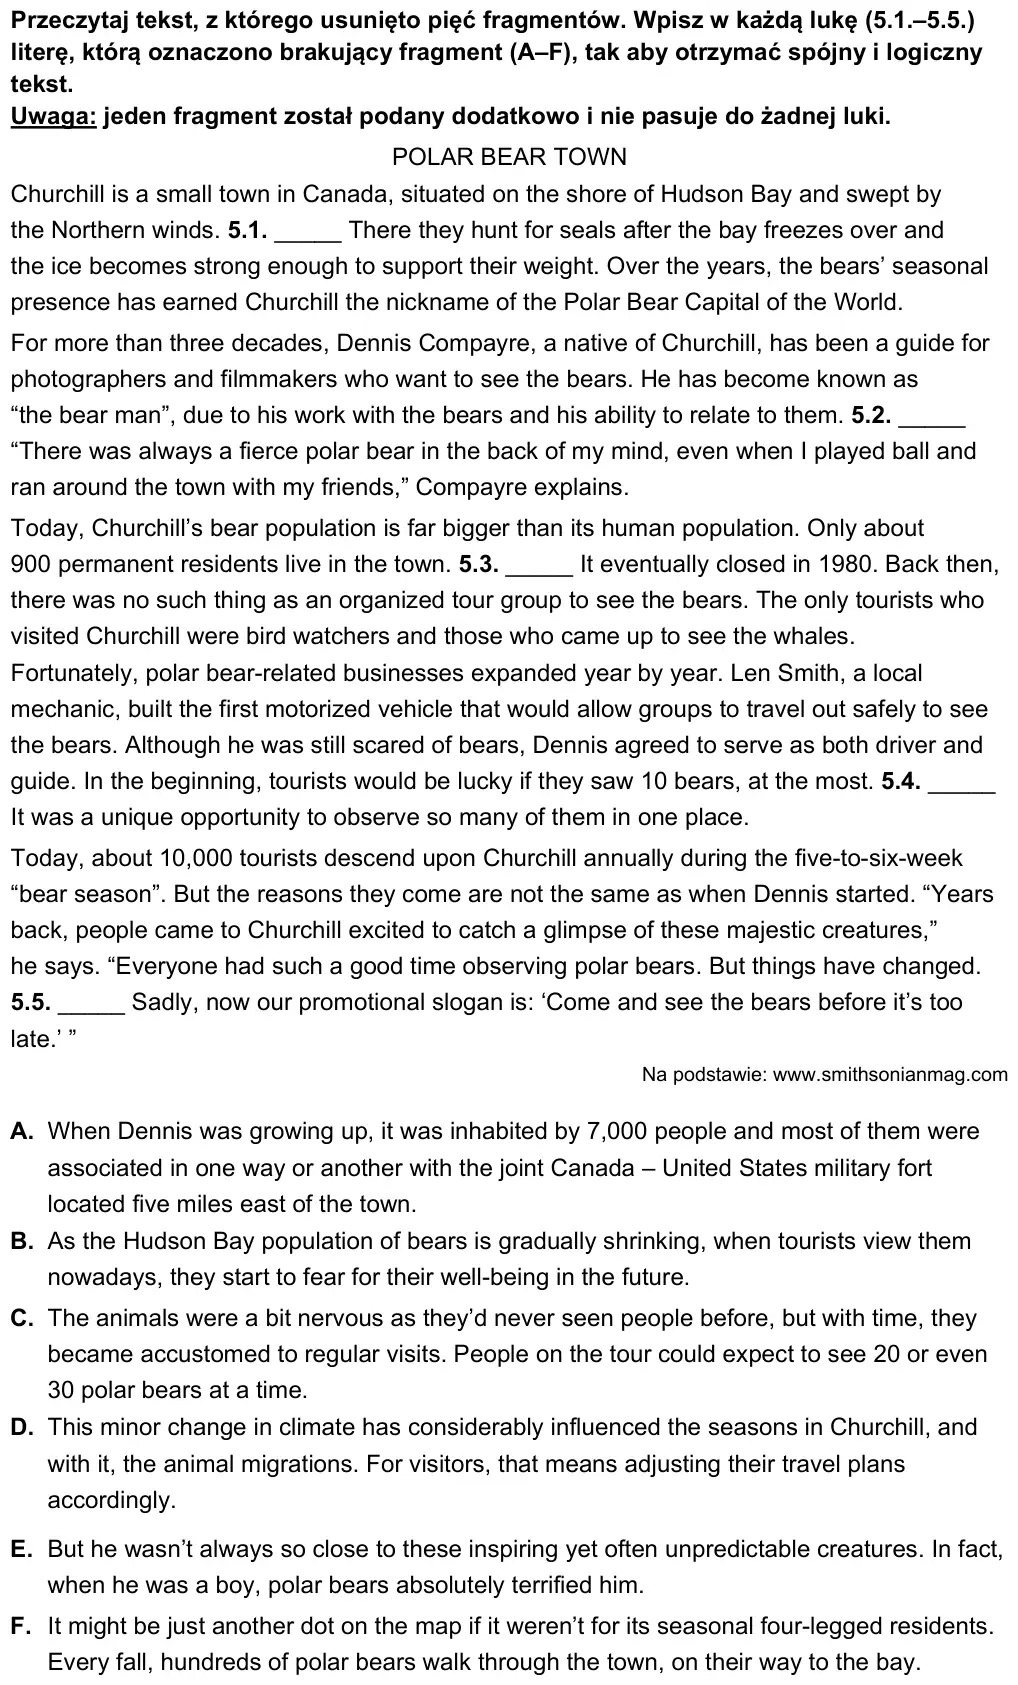 Przeczytaj tekst, z którego usunięto pięć fragmentów. Wpisz w każdą lukę (5.1.–5.5.)
literę, którą oznaczono brakujący fragment (A–F), tak aby otrzymać spójny i logiczny
tekst.
Uwaga: jeden fragment został podany dodatkowo i nie pasuje do żadnej luki.
POLAR BEAR TOWN
Churchill is a small town in Canada, situated on the shore of Hudson Bay and swept by
the Northern winds. 5.1. _____ There they hunt for seals after the bay freezes over and
the ice becomes strong enough to support their weight. Over the years, the bears’ seasonal
presence has earned Churchill the nickname of the Polar Bear Capital of the World.
For more than three decades, Dennis Compayre, a native of Churchill, has been a guide for
photographers and filmmakers who want to see the bears. He has become known as
“the bear man”, due to his work with the bears and his ability to relate to them. 5.2. _____
“There was always a fierce polar bear in the back of my mind, even when I played ball and
ran around the town with my friends,” Compayre explains.
Today, Churchill’s bear population is far bigger than its human population. Only about
900 permanent residents live in the town. 5.3. _____ It eventually closed in 1980. Back then,
there was no such thing as an organized tour group to see the bears. The only tourists who
visited Churchill were bird watchers and those who came up to see the whales.
Fortunately, polar bear-related businesses expanded year by year. Len Smith, a local
mechanic, built the first motorized vehicle that would allow groups to travel out safely to see
the bears. Although he was still scared of bears, Dennis agreed to serve as both driver and
guide. In the beginning, tourists would be lucky if they saw 10 bears, at the most. 5.4. _____
It was a unique opportunity to observe so many of them in one place.
Today, about 10,000 tourists descend upon Churchill annually during the five-to-six-week
“bear season”. But the reasons they come are not the same as when Dennis started. “Years
back, people came to Churchill excited to catch a glimpse of these majestic creatures,”
he says. “Everyone had such a good time observing polar bears. But things have changed.
5.5. _____ Sadly, now our promotional slogan is: ‘Come and see the bears before it’s too
late.’ ”
Na podstawie: www.smithsonianmag.com
A. When Dennis was growing up, it was inhabited by 7,000 people and most of them were
associated in one way or another with the joint Canada – United States military fort
located five miles east of the town.
B. As the Hudson Bay population of bears is gradually shrinking, when tourists view them
nowadays, they start to fear for their well-being in the future.
C. The animals were a bit nervous as they’d never seen people before, but with time, they
became accustomed to regular visits. People on the tour could expect to see 20 or even
30 polar bears at a time.
D. This minor change in climate has considerably influenced the seasons in Churchill, and
with it, the animal migrations. For visitors, that means adjusting their travel plans
accordingly.
E. But he wasn’t always so close to these inspiring yet often unpredictable creatures. In fact,
when he was a boy, polar bears absolutely terrified him.
F. It might be just another dot on the map if it weren’t for its seasonal four-legged residents.
Every fall, hundreds of polar bears walk through the town, on their way to the bay.